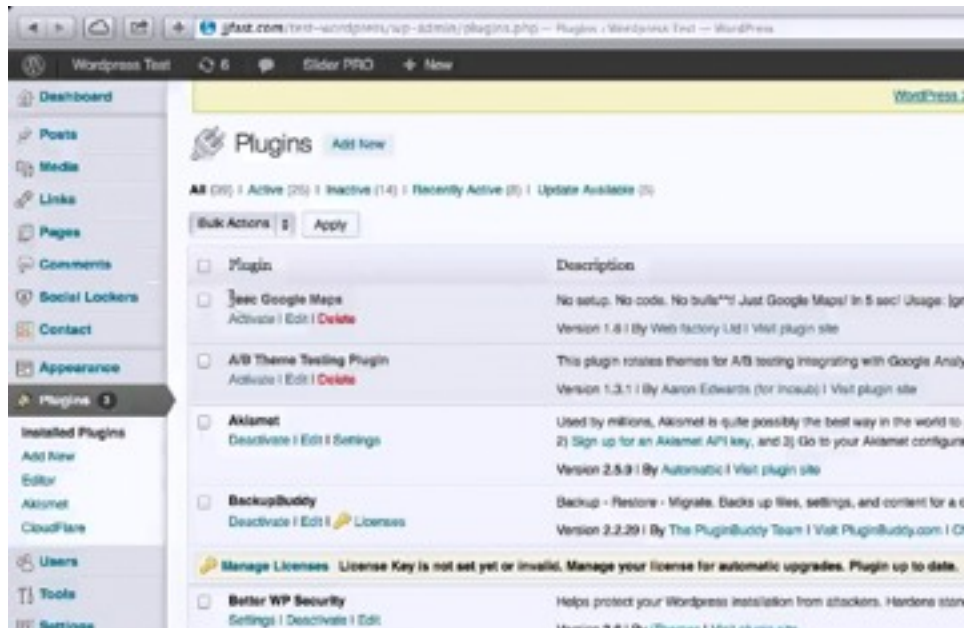 jjfast.com/test-wordpress/wp-admin/plugins.php — Plugins ‹ Wordpress Test — WordPress
Wordpress Test 6 Slider PRO + New
Dashboard
WordPress
Posts
Plugins Add New
Media
Links
All (39) | Active (25) | Inactive (14) | Recently Active (8) | Update Available (3)
Pages
Bulk Actions Apply
Comments
Plugin Description
Social Lockers
5sec Google Maps No setup. No code. No bulls**t! Just Google Maps! In 5 sec! Usage:
Activate | Edit | Delete Version 1.8 | By Web factory Ltd | Visit plugin site
Contact
Appearance
A/B Theme Testing Plugin This plugin rotates themes for A/B testing integrating with Google Analy
Activate | Edit | Delete Version 1.3.1 | By Aaron Edwards (for Incsub) | Visit plugin site
Plugins 3
Installed Plugins
Add New
Editor
Akismet
CloudFlare
Akismet Used by millions, Akismet is quite possibly the best way in the world to
Deactivate | Edit | Settings 2) Sign up for an Akismet API key, and 3) Go to your Akismet configura
Version 2.5.9 | By Automattic | Visit plugin site
BackupBuddy Backup - Restore - Migrate. Backs up files, settings, and content for a c
Deactivate | Edit | Licenses Version 2.2.29 | By The PluginBuddy Team | Visit PluginBuddy.com | Ch
Users
Manage Licenses License Key is not set yet or invalid. Manage your license for automatic upgrades. Plugin up to date.
Tools
Better WP Security Helps protect your Wordpress installation from attackers. Hardens stan
Settings | Deactivate | Edit
Settings